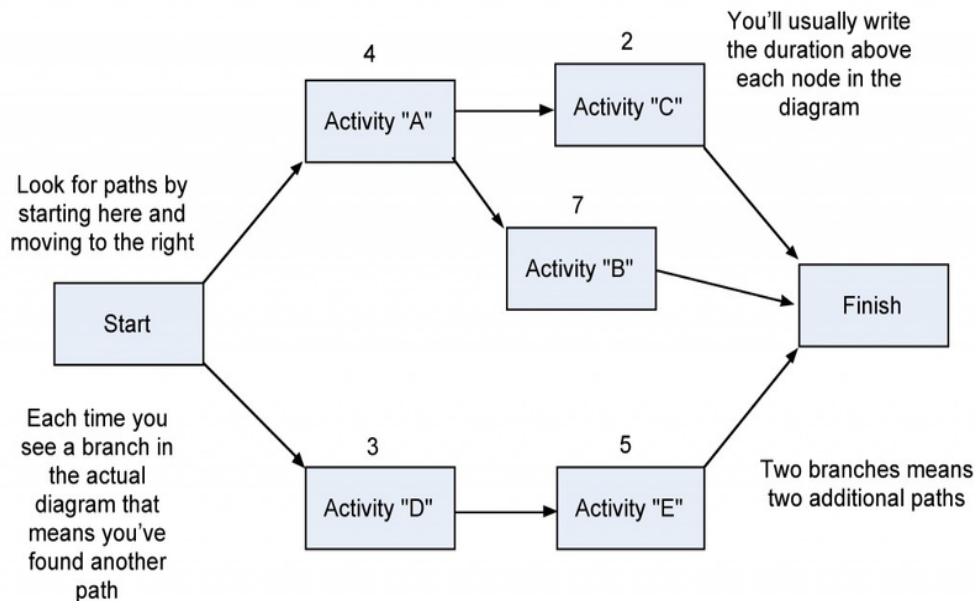 You'll usually write
the duration above
each node in the
diagram
4
2
Activity "A"
Activity "C"
Look for paths by
starting here and
moving to the right
7
Activity "B"
Start
Finish
Each time you
see a branch in
the actual
diagram that
means you've
found another
path
3
5
Activity "D"
Activity "E"
Two branches means
two additional paths